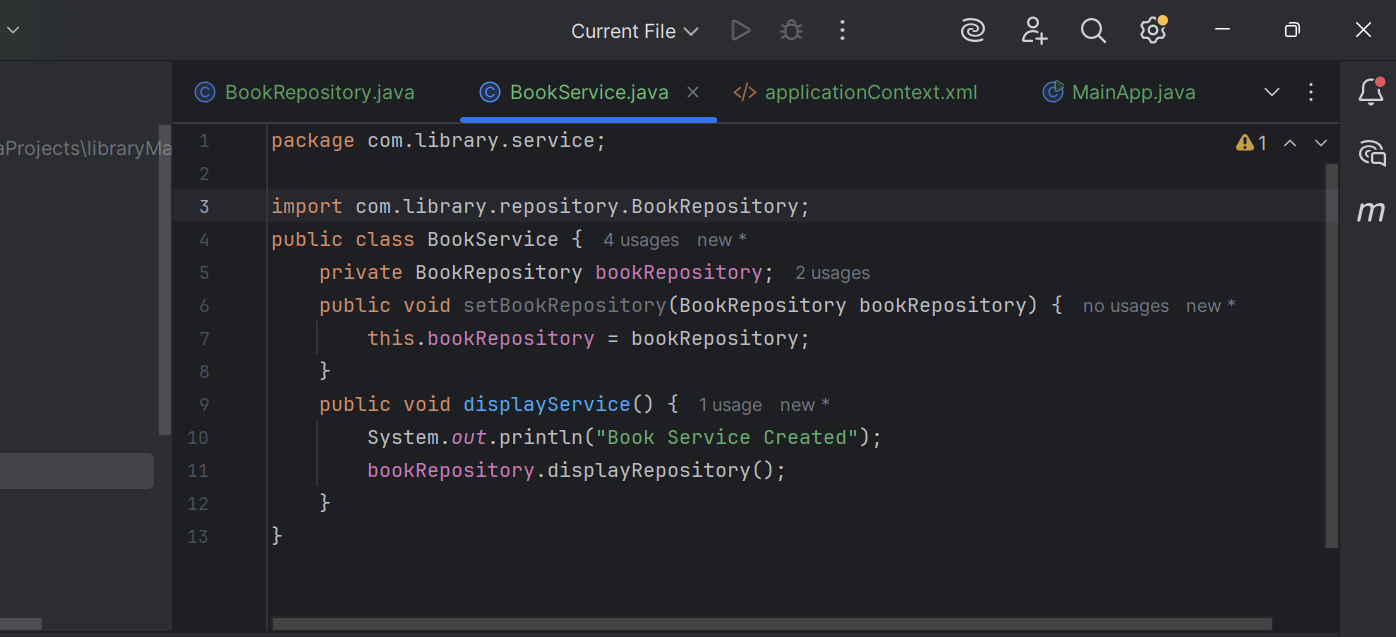 Current File
BookRepository.java BookService.java applicationContext.xml MainApp.java
aProjects\libraryMa
1 package com.library.service; 1
2
3 import com.library.repository.BookRepository;
4 public class BookService { 4 usages new *
5 private BookRepository bookRepository; 2 usages
6 public void setBookRepository(BookRepository bookRepository) { no usages new *
7 this.bookRepository = bookRepository;
8 }
9 public void displayService() { 1 usage new *
10 System.out.println("Book Service Created");
11 bookRepository.displayRepository();
12 }
13 }